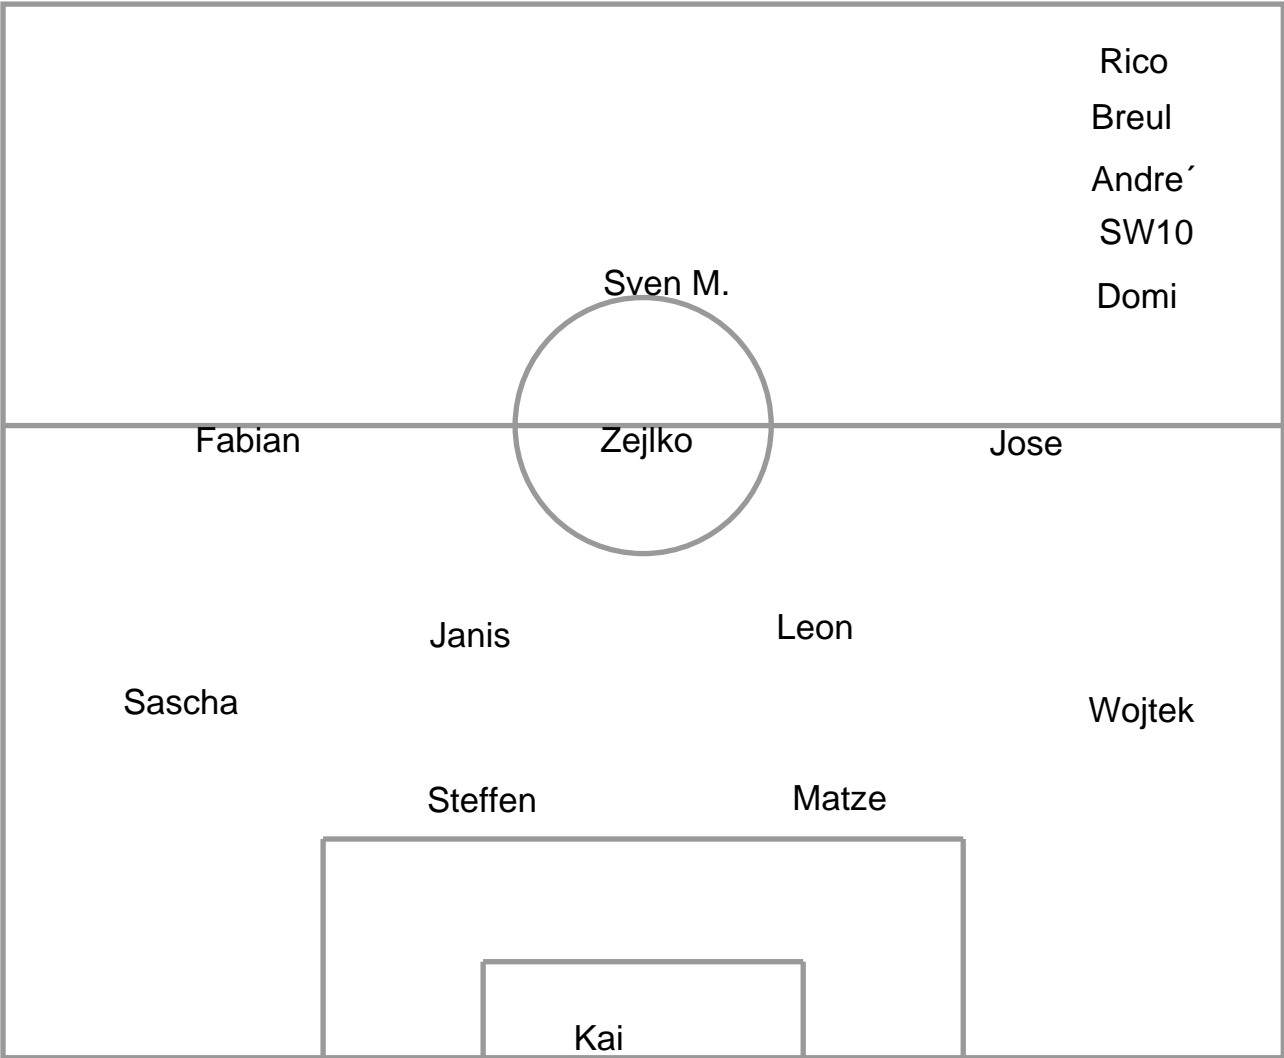 Rico
Breul
Andre´
SW10
Sven M.
Domi
Fabian
Zejlko
Jose
Janis
Leon
Sascha
Wojtek
Steffen
Matze
Kai